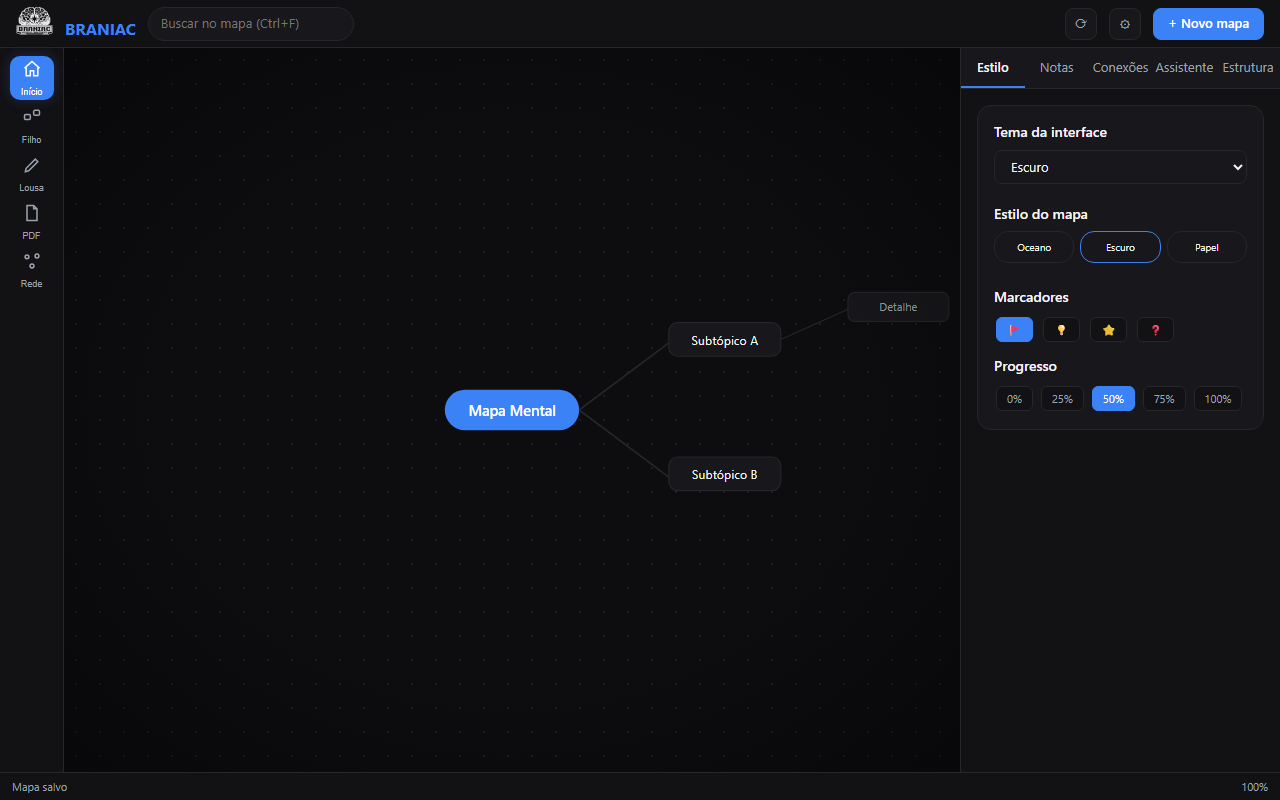 BRANIAC
Buscar no mapa (Ctrl+F)
+ Novo mapa
Início
Filho
Lousa
PDF
Rede
Mapa Mental
Subtópico A
Subtópico B
Detalhe
Estilo Notas Conexões Assistente Estrutura
Tema da interface
Escuro
Estilo do mapa
Oceano Escuro Papel
Marcadores
Progresso
0% 25% 50% 75% 100%
Mapa salvo
100%